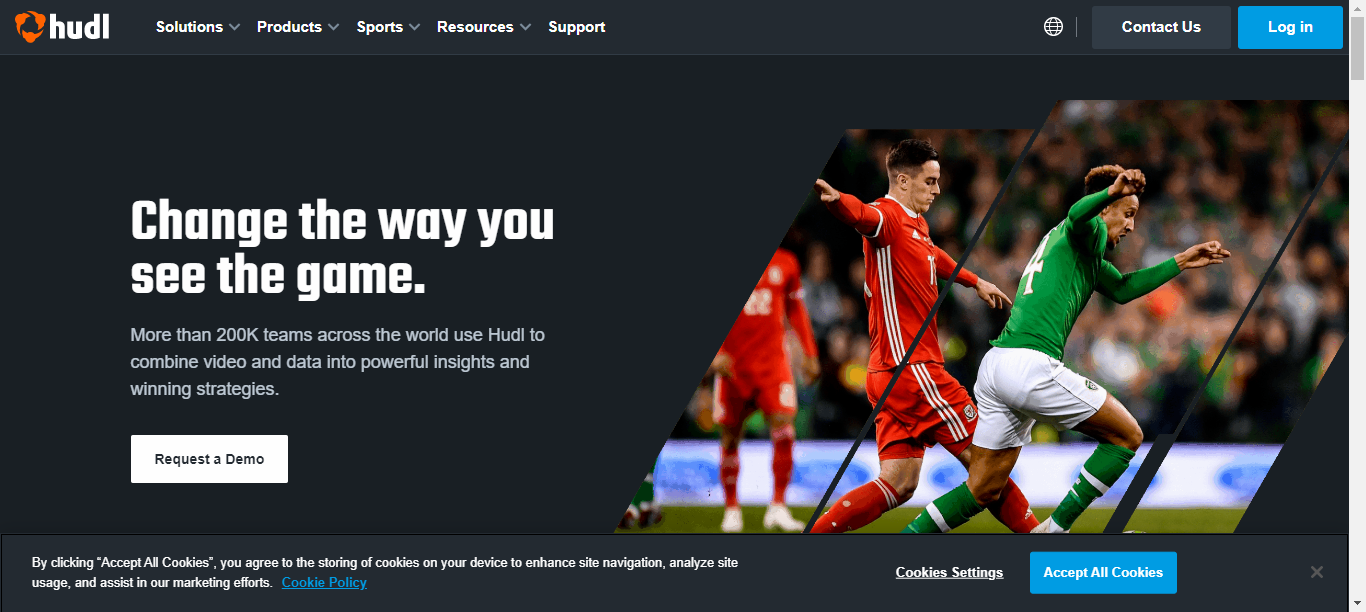 hudl
Solutions
Products
Sports
Resources
Support
Contact Us
Log in
Change the way you
see the game.
More than 200K teams across the world use Hudl to
combine video and data into powerful insights and
winning strategies.
Request a Demo
22
4
By clicking “Accept All Cookies”, you agree to the storing of cookies on your device to enhance site navigation, analyze site
usage, and assist in our marketing efforts. Cookie Policy
Cookies Settings
Accept All Cookies